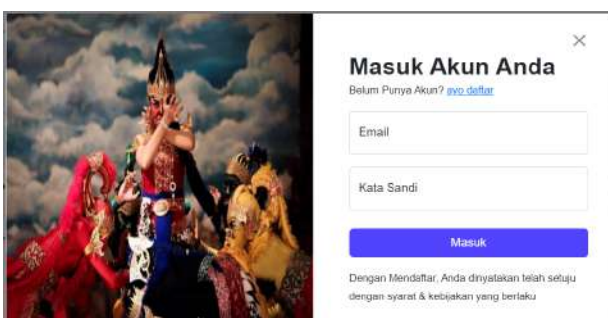 Masuk Akun Anda
Belum Punya Akun? ayo daftar
Email
Kata Sandi
Masuk
Dengan Mendaftar, Anda dinyatakan telah setuju
dengan syarat & kebijakan yang berlaku